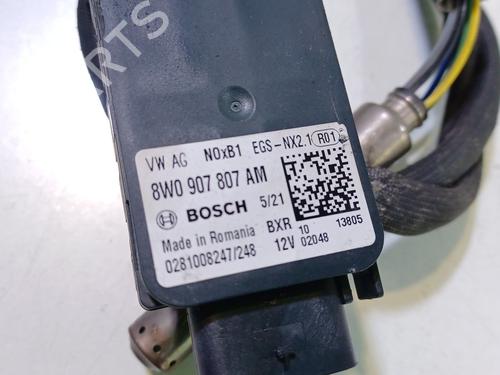 PARTS
VW AG NOxB1 EGS-NX2.1 R01
8W0 907 807 AM
BOSCH 5/21
Made in Romania BXR 10 13805
0281008247/248 12V 02048